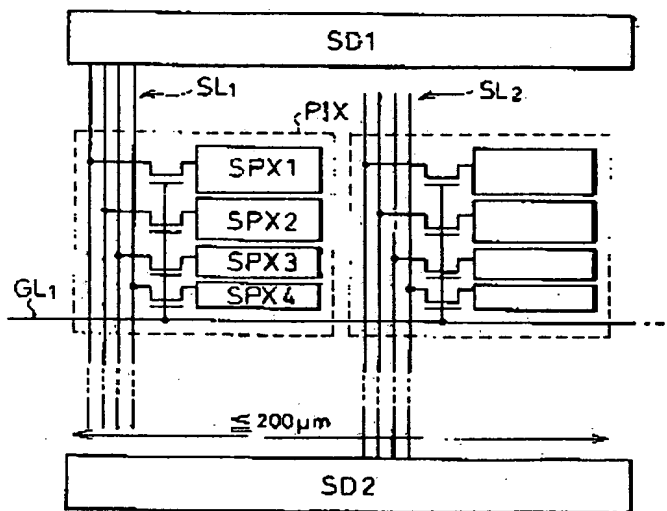 SD1
SL1
SL2
PIX
SPX1
SPX2
SPX3
SPX4
GL1
≦200μm
SD2